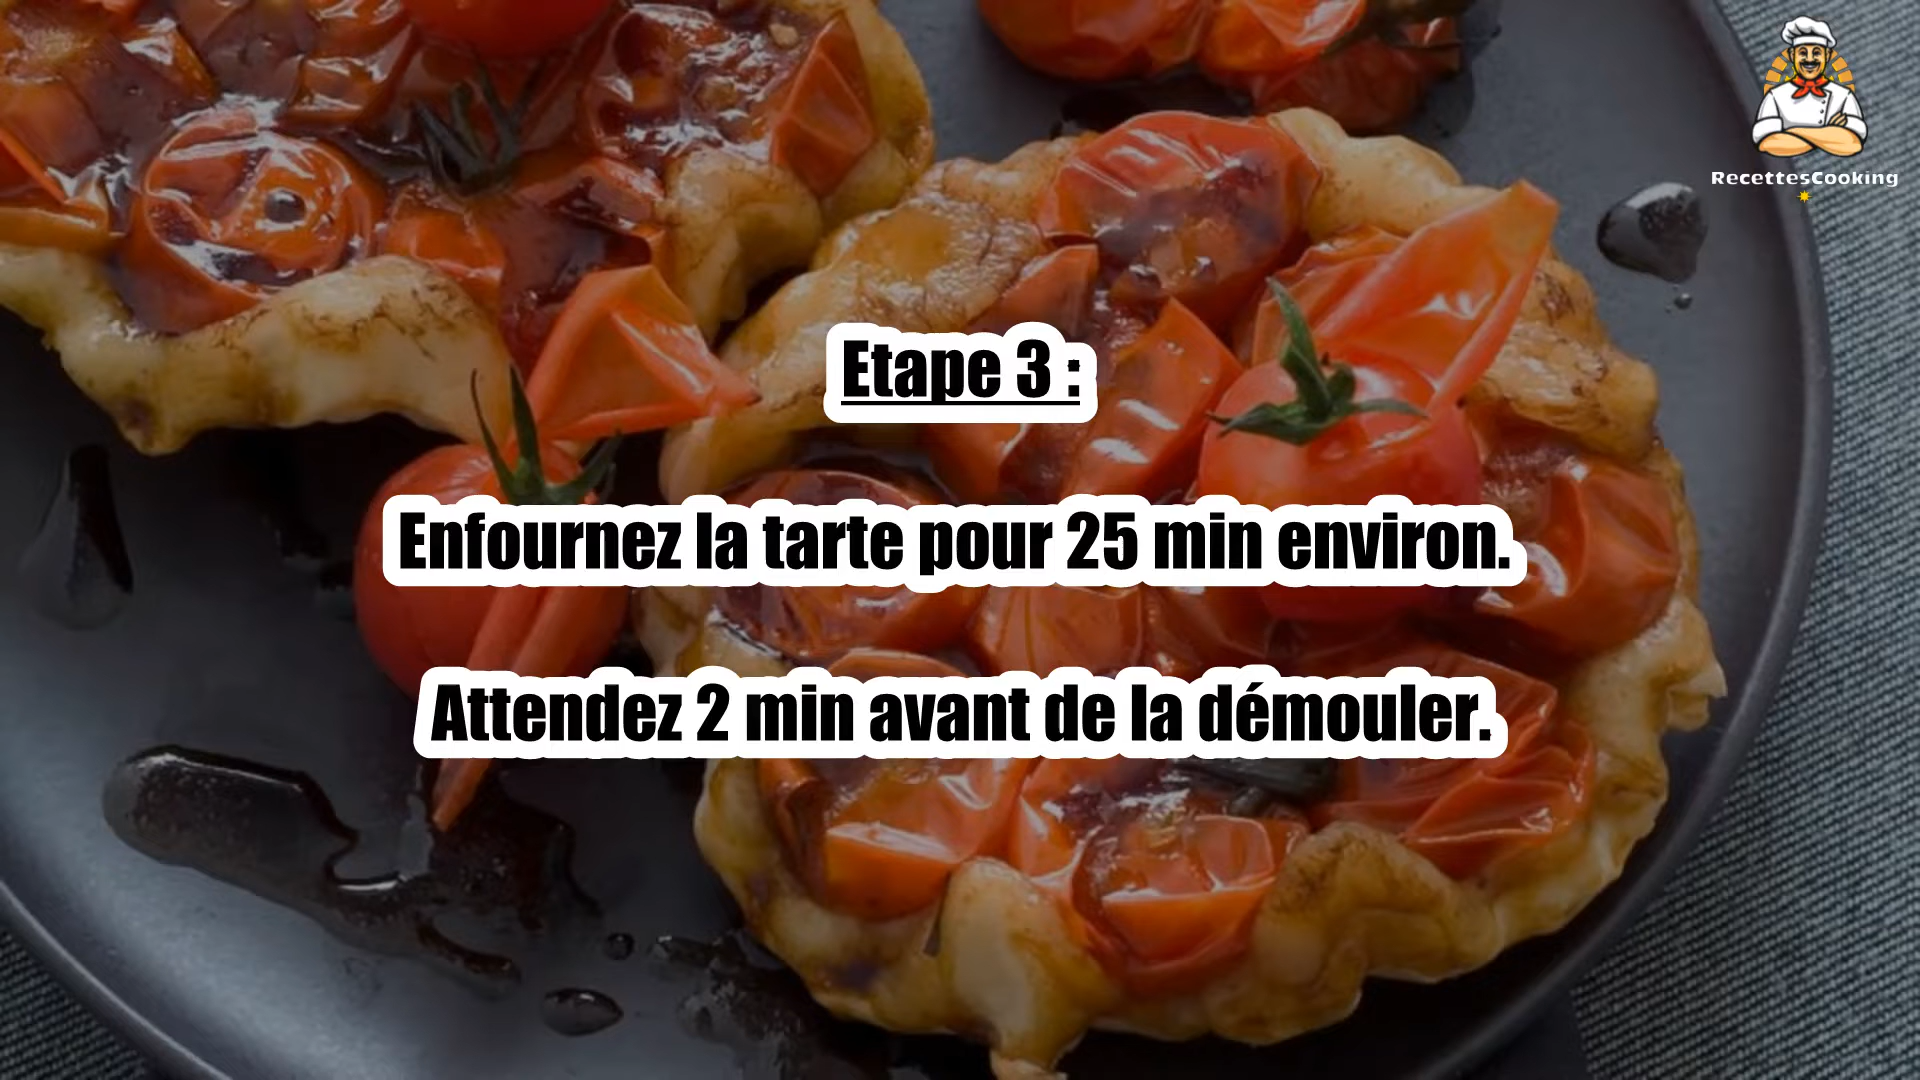 RecettesCooking
Etape 3 :
Enfournez la tarte pour 25 min environ.
Attendez 2 min avant de la démouler.